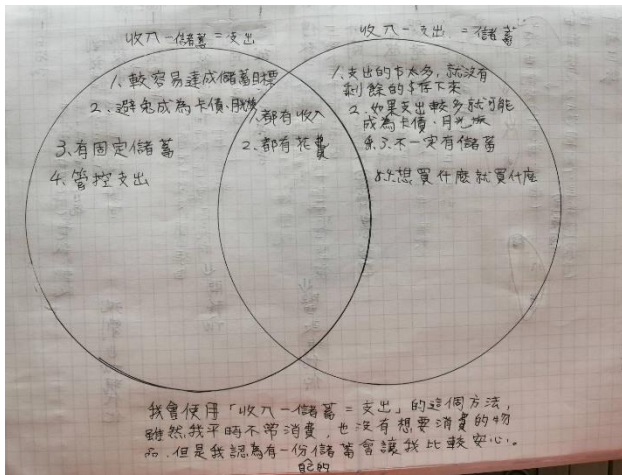 收入-儲蓄=支出
1、較容易達成儲蓄目標
2、避免成為卡債、月
3、有固定儲蓄
4、管控支出
1、都有收入
2、都有花費
收入-支出=儲蓄
1、支出的$太多,就沒有
剩餘的$存下來
2、如果支出較多就可能
成為卡債、月光族
3、不一定有儲蓄
4、想買什麼就買什麼
我會使用「收入-儲蓄=支出」的這個方法,
雖然我平時不帶消費,也沒有想要消費的物
品,但是我認為有一份自己的儲蓄會讓我比較安心。